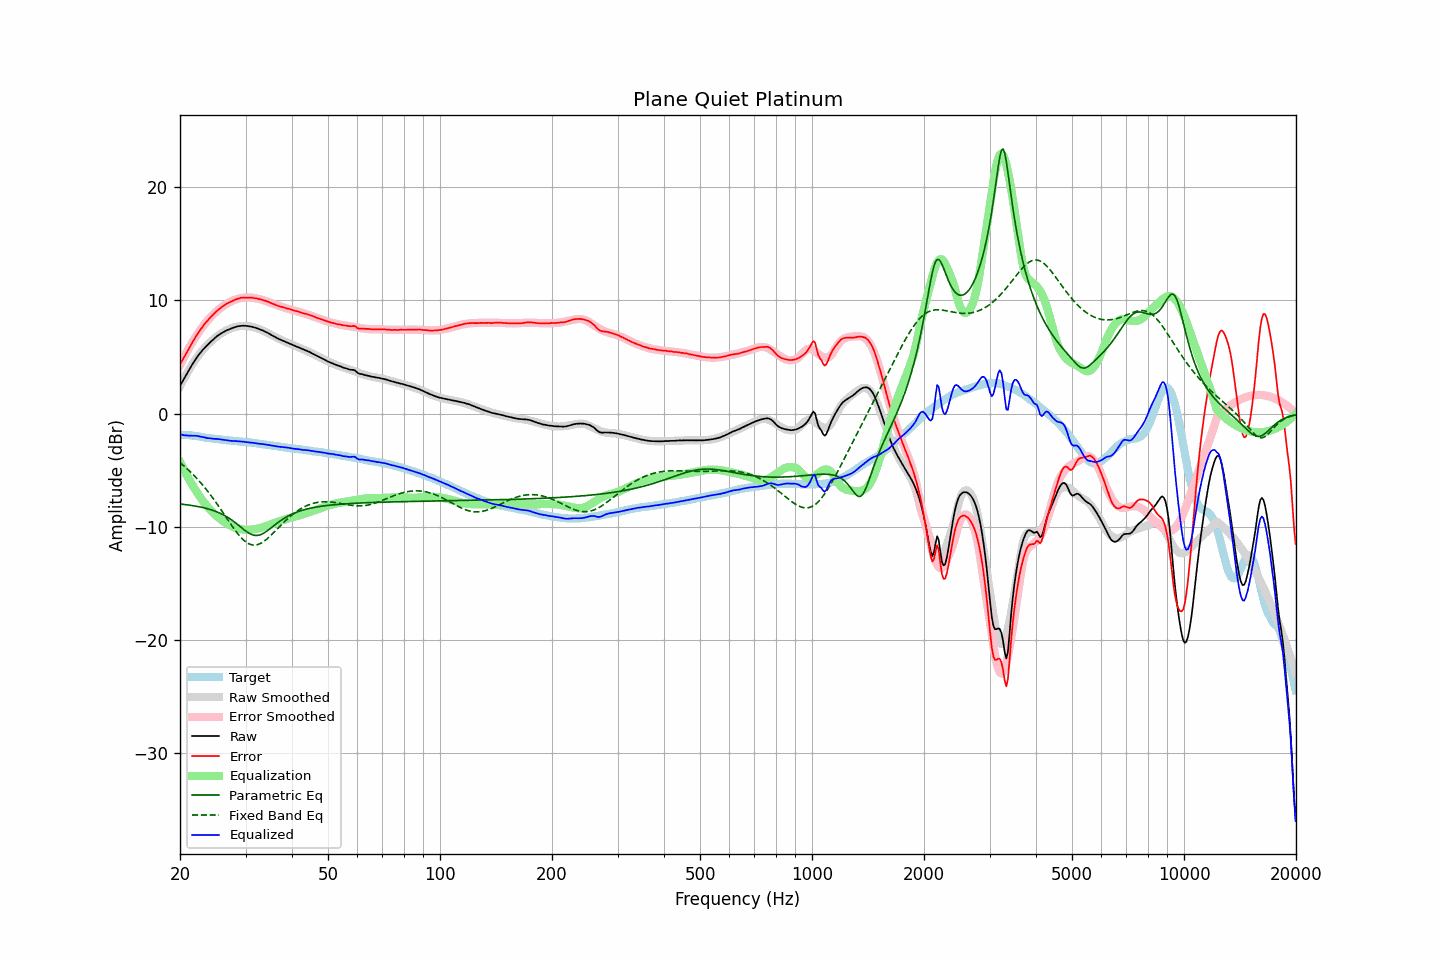 Plane Quiet Platinum
Amplitude (dBr)
20
10
0
−10
−20
−30
Target
Raw Smoothed
Error Smoothed
Raw
Error
Equalization
Parametric Eq
Fixed Band Eq
Equalized
20 50 100 200 500 1000 2000 5000 10000 20000
Frequency (Hz)